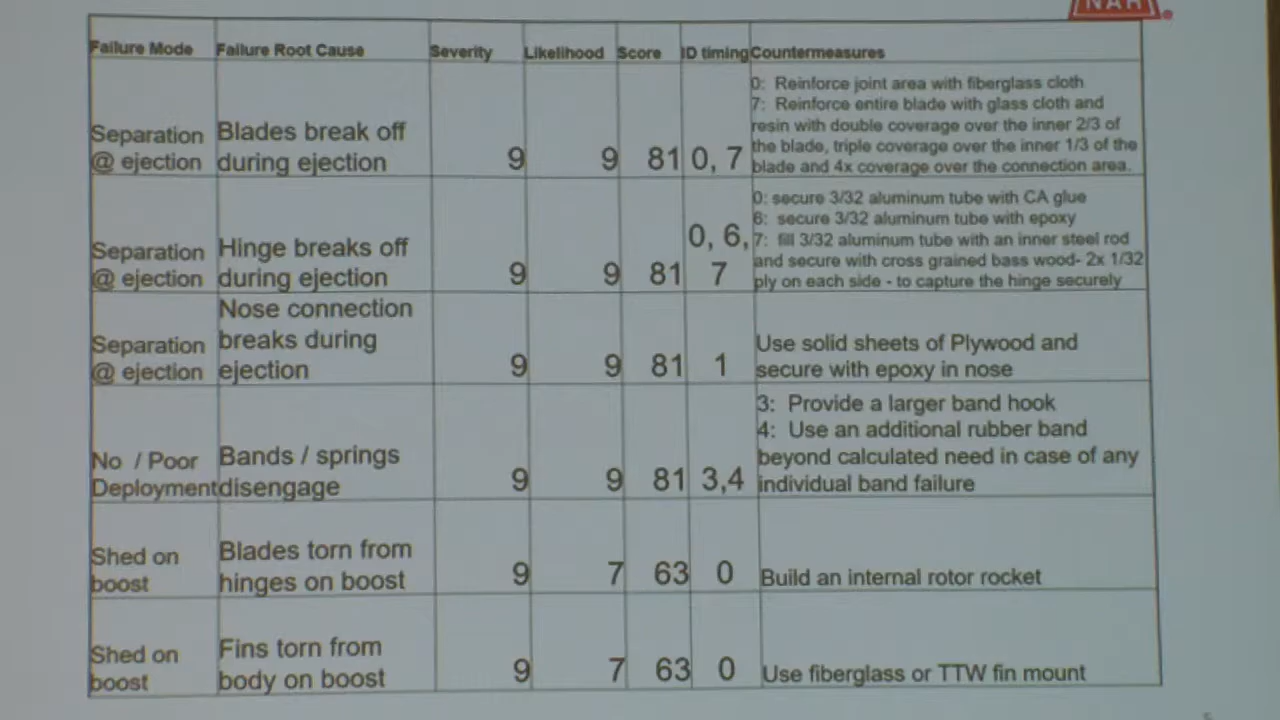 NAR
Failure Mode Failure Root Cause Severity Likelihood Score ID timing Countermeasures
Separation @ ejection
Blades break off during ejection
9 9 81 0, 7
0: Reinforce joint area with fiberglass cloth
7: Reinforce entire blade with glass cloth and
resin with double coverage over the inner 2/3 of
the blade, triple coverage over the inner 1/3 of the
blade and 4x coverage over the connection area.
Separation @ ejection
Hinge breaks off during ejection
9 9 81 0, 6, 7
0: secure 3/32 aluminum tube with CA glue
6: secure 3/32 aluminum tube with epoxy
7: fill 3/32 aluminum tube with an inner steel rod
and secure with cross grained bass wood- 2x 1/32
ply on each side - to capture the hinge securely
Separation @ ejection
Nose connection breaks during ejection
9 9 81 1
Use solid sheets of Plywood and
secure with epoxy in nose
No / Poor Deployment
Bands / springs disengage
9 9 81 3,4
3: Provide a larger band hook
4: Use an additional rubber band
beyond calculated need in case of any
individual band failure
Shed on boost
Blades torn from hinges on boost
9 7 63 0
Build an internal rotor rocket
Shed on boost
Fins torn from body on boost
9 7 63 0
Use fiberglass or TTW fin mount